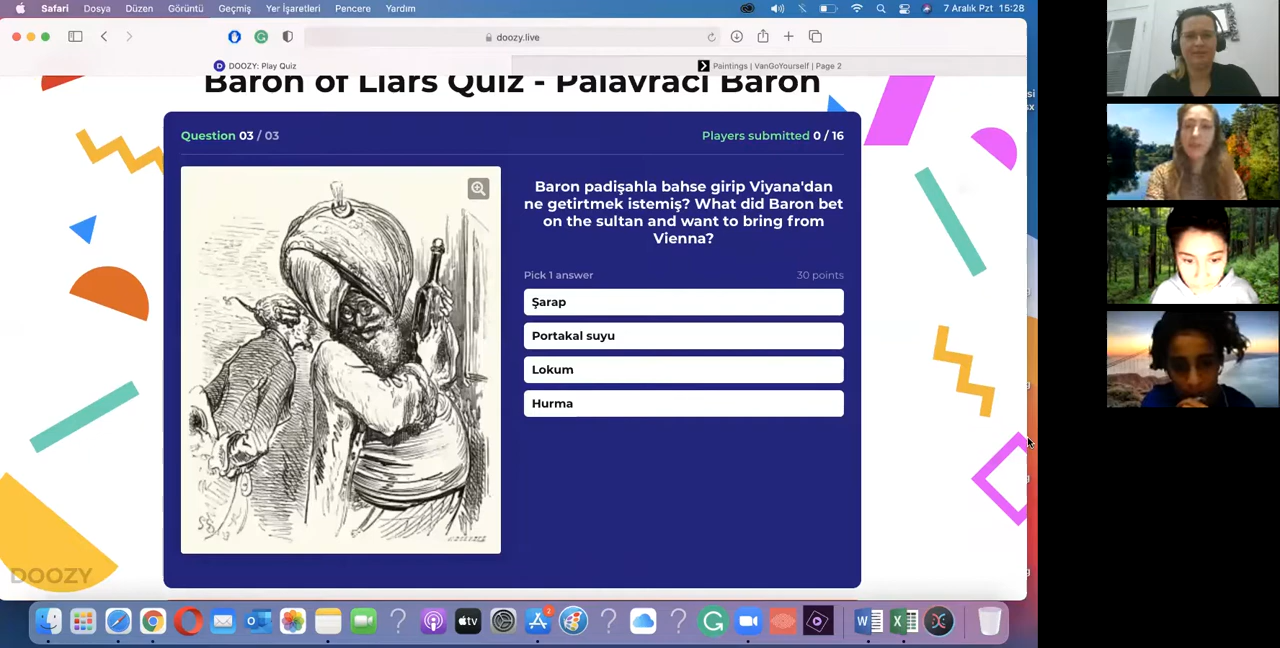 Safari Dosya Düzen Görüntü Geçmiş Yer İşaretleri Pencere Yardım 7 Aralık Pzt 15:28
doozy.live
DOOZY: Play Quiz
Paintings | VanGoYourself | Page 2
Baron of Liars Quiz - Palavracı Baron
Question 03 / 03
Players submitted 0 / 16
Baron padişahla bahse girip Viyana'dan
ne getirtmek istemiş? What did Baron bet
on the sultan and want to bring from
Vienna?
Pick 1 answer
30 points
Şarap
Portakal suyu
Lokum
Hurma
DOOZY
tv
2